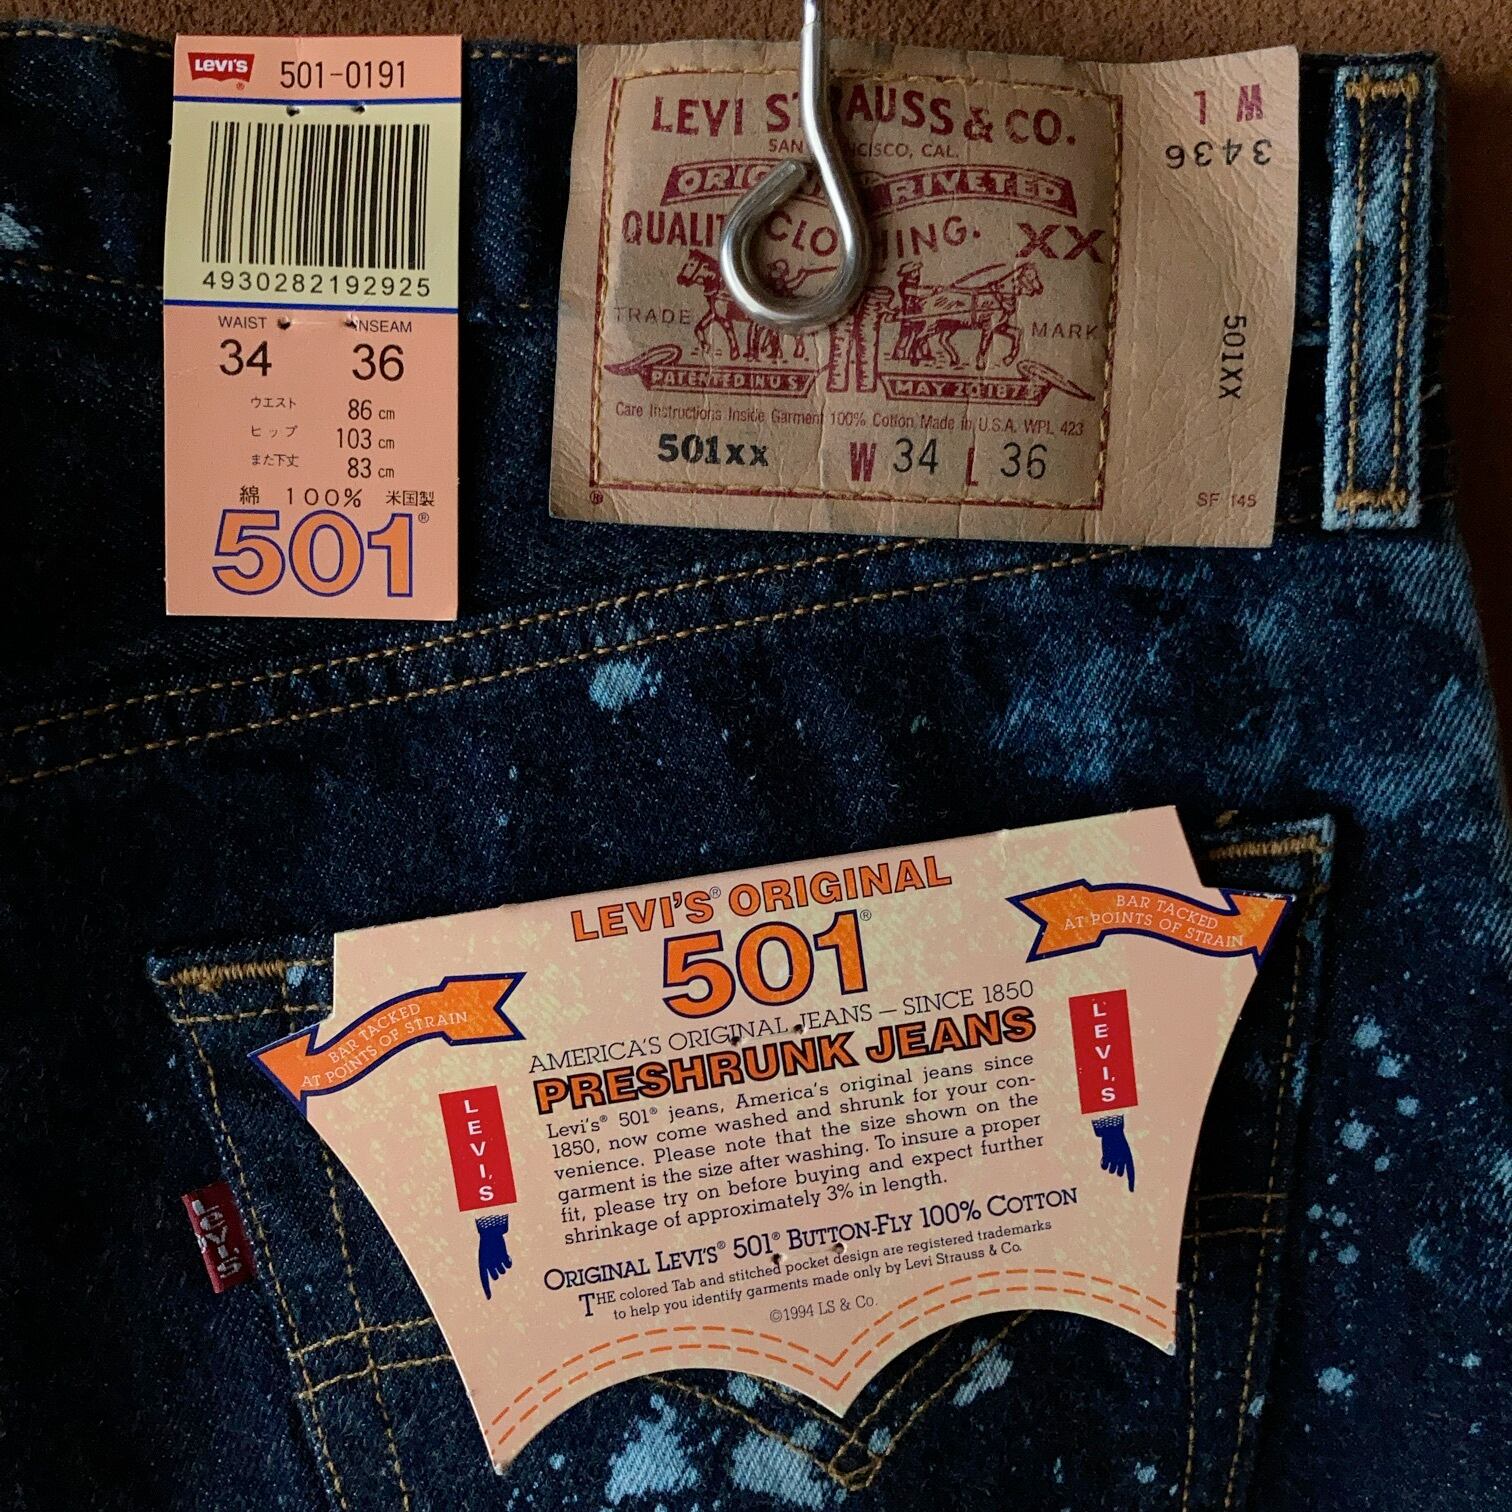 LEVI'S® 501-0191
4930282192925
WAIST INSEAM
34 36
ウエスト 86 cm
ヒップ 103 cm
また下丈 83 cm
綿 100% 米国製
501®
LEVI STRAUSS & CO.
SAN FRANCISCO, CAL.
RIVETED
QUALITY CLOTHING. XX
TRADE MARK
PATENTED IN U S MAY 20 1873
Care Instructions Inside Garment 100% Cotton Made in U.S.A. WPL 423
501xx W 34 L 36
®
1 M
3436
501XX
SF 145
LEVI'S® ORIGINAL
501®
AMERICA'S ORIGINAL JEANS – SINCE 1850
PRESHRUNK JEANS
Levi's® 501® jeans, America's original jeans since
1850, now come washed and shrunk for your con-
venience. Please note that the size shown on the
garment is the size after washing. To insure a proper
fit, please try on before buying and expect further
shrinkage of approximately 3% in length.
ORIGINAL LEVI'S® 501® BUTTON-FLY 100% COTTON
THE colored Tab and stitched pocket design are registered trademarks
to help you identify garments made only by Levi Strauss & Co.
©1994 LS & Co.
BAR TACKED
AT POINTS OF STRAIN
BAR TACKED
AT POINTS OF STRAIN
LEVI'S
LEVI'S
LEVI'S